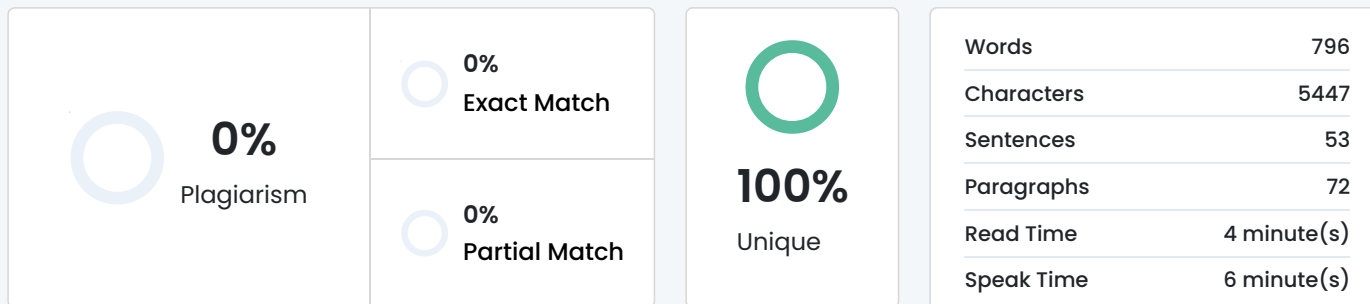 0%
Plagiarism
0%
Exact Match
0%
Partial Match
100%
Unique
Words 796
Characters 5447
Sentences 53
Paragraphs 72
Read Time 4 minute(s)
Speak Time 6 minute(s)